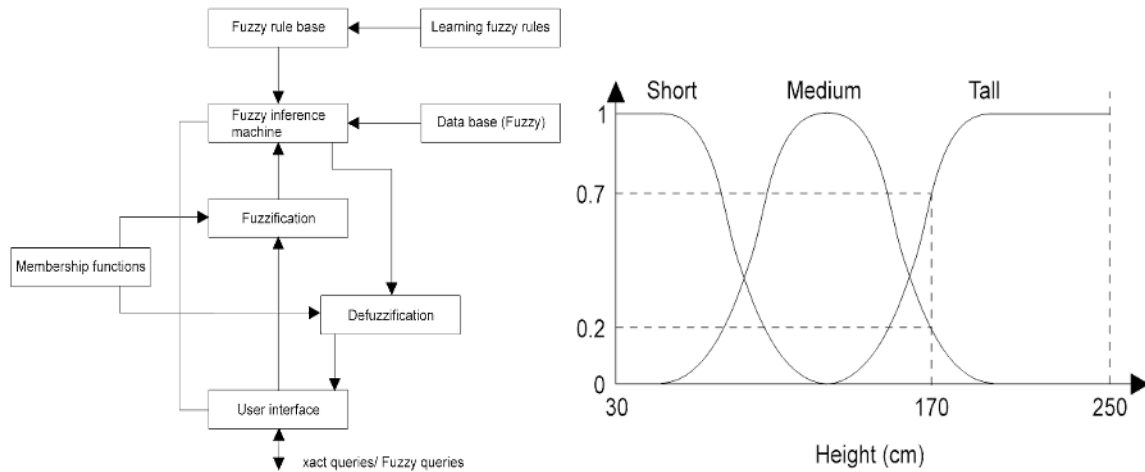 Fuzzy rule base
Learning fuzzy rules
Fuzzy inference
machine
Data base (Fuzzy)
Fuzzification
Membership functions
Defuzzification
User interface
xact queries/ Fuzzy queries
Short Medium Tall
1
0.7
0.2
0
30 170 250
Height (cm)